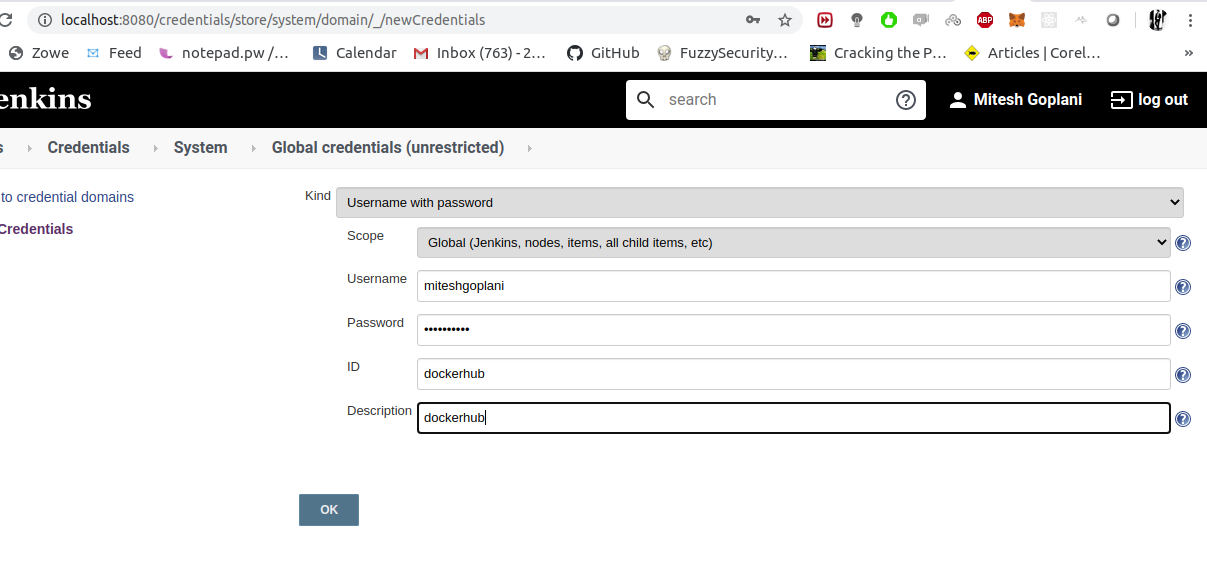 localhost:8080/credentials/store/system/domain/_/newCredentials
Zowe Feed notepad.pw /... Calendar Inbox (763) - 2... GitHub FuzzySecurity... Cracking the P... Articles | Corel... »
enkins search Mitesh Goplani log out
s Credentials System Global credentials (unrestricted)
to credential domains
Credentials
Kind Username with password
Scope Global (Jenkins, nodes, items, all child items, etc)
Username miteshgoplani
Password ••••••••••
ID dockerhub
Description dockerhub
OK